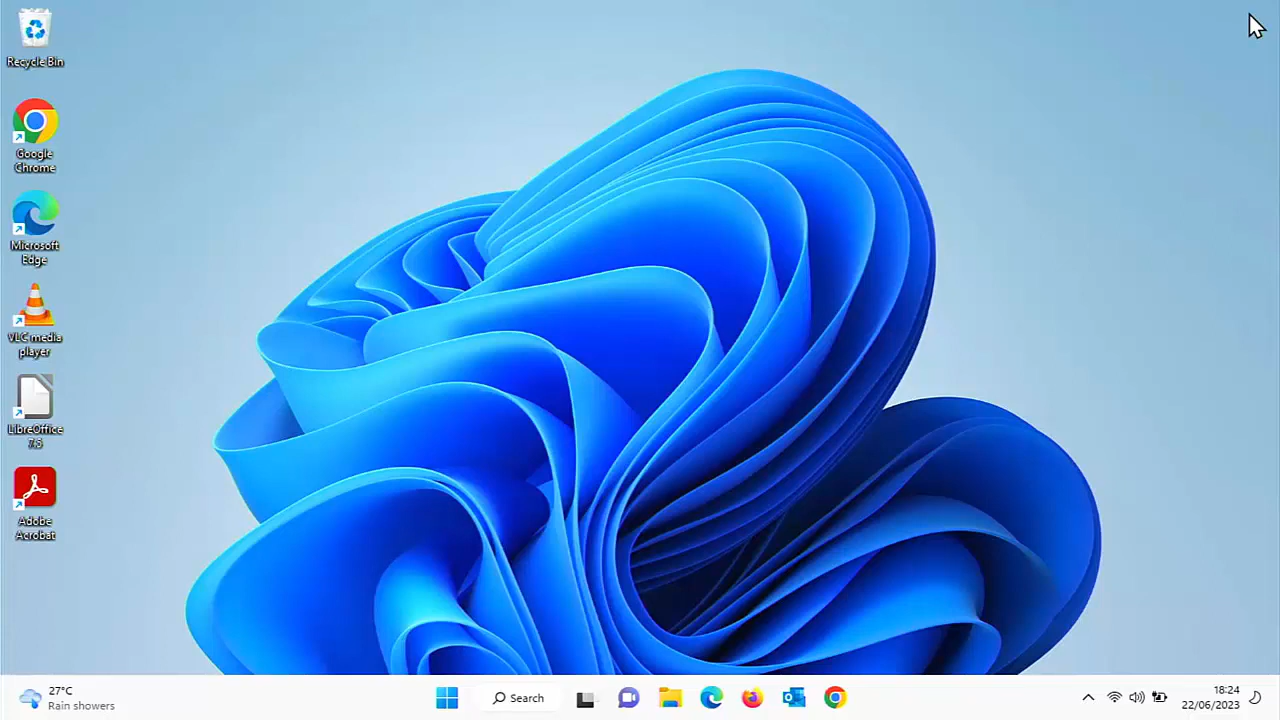 Recycle Bin
Google
Chrome
Microsoft
Edge
VLC media
player
LibreOffice
7.5
Adobe
Acrobat
27°C
Rain showers
Search
18:24
22/06/2023